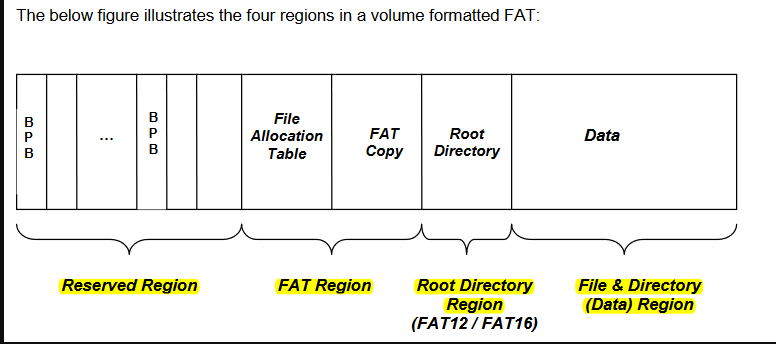 The below figure illustrates the four regions in a volume formatted FAT:
B
P
B
...
B
P
B
File
Allocation
Table
FAT
Copy
Root
Directory
Data
Reserved Region
FAT Region
Root Directory
Region
(FAT12 / FAT16)
File & Directory
(Data) Region